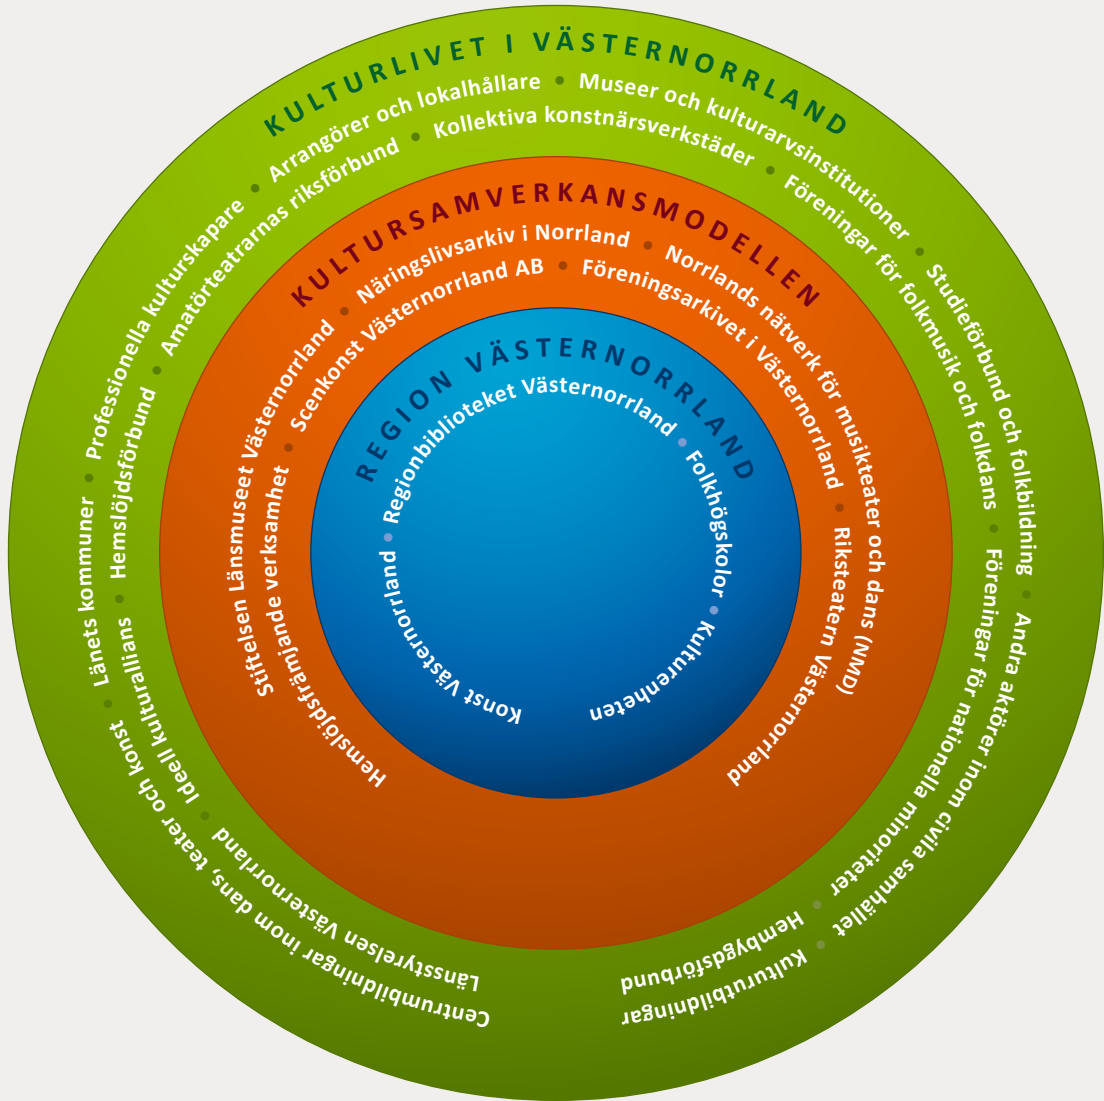 KULTURLIVET I VÄSTERNORRLAND
Centrumbildningar inom dans, teater och konst • Länets kommuner • Professionella kulturskapare • Arrangörer och lokalhållare • Museer och kulturarvsinstitutioner • Studieförbund och folkbildning • Andra aktörer inom civila samhället • Kulturutbildningar
Länsstyrelsen Västernorrland • Ideell kulturallians • Hemslöjdsförbund • Amatörteatrarnas riksförbund • Kollektiva konstnärsverkstäder • Föreningar för folkmusik och folkdans • Föreningar för nationella minoriteter • Hembygdsförbund
KULTURSAMVERKANSMODELLEN
Stiftelsen Länsmuseet Västernorrland • Näringslivsarkiv i Norrland • Norrlands nätverk för musikteater och dans (NMD)
Hemslöjdsfrämjande verksamhet • Scenkonst Västernorrland AB • Föreningsarkivet i Västernorrland • Riksteatern Västernorrland
REGION VÄSTERNORRLAND
Konst Västernorrland • Regionbiblioteket Västernorrland • Folkhögskolor • Kulturenheten